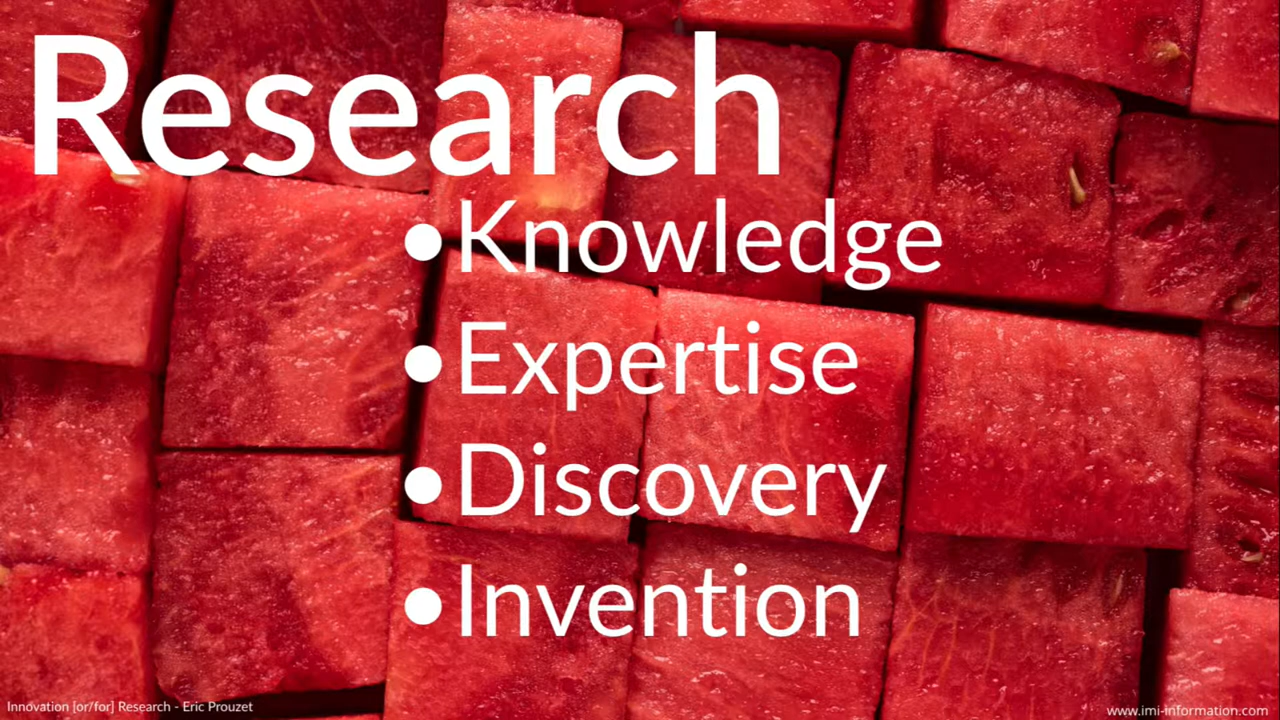 Research
•Knowledge
•Expertise
•Discovery
•Invention
Innovation [or/for] Research - Eric Prouzet
www.imi-information.com